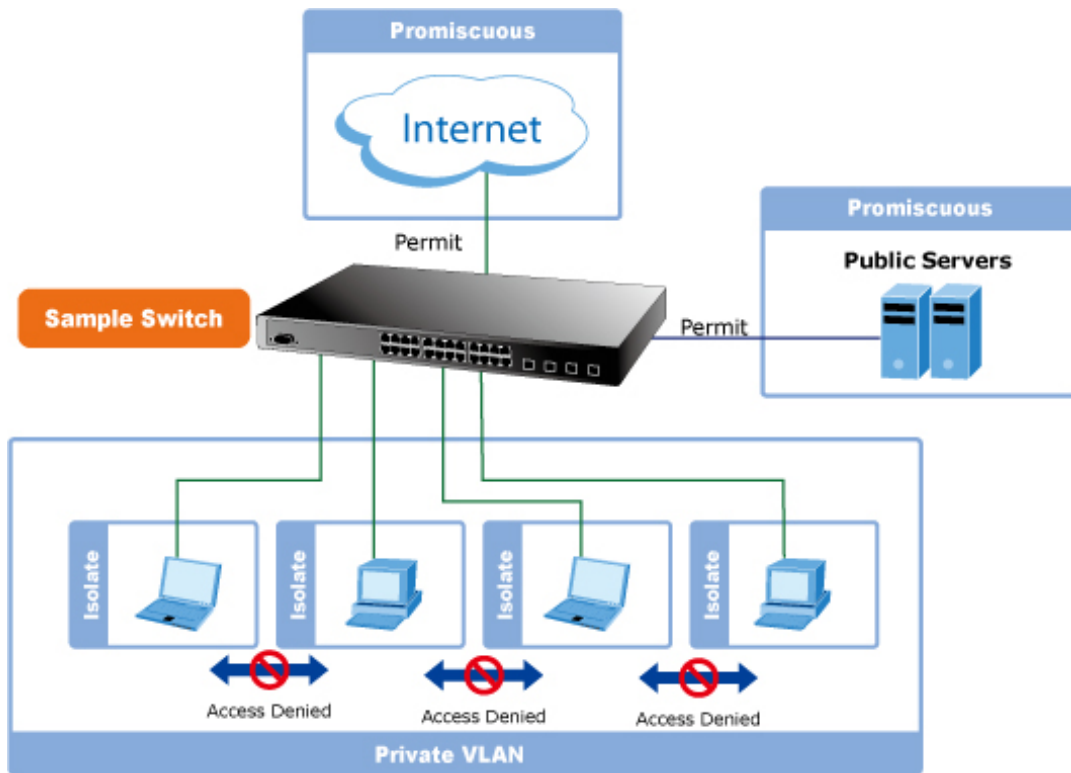 Promiscuous
Internet
Permit
Promiscuous
Public Servers
Sample Switch
Permit
Isolate
Isolate
Isolate
Isolate
Access Denied
Access Denied
Access Denied
Private VLAN